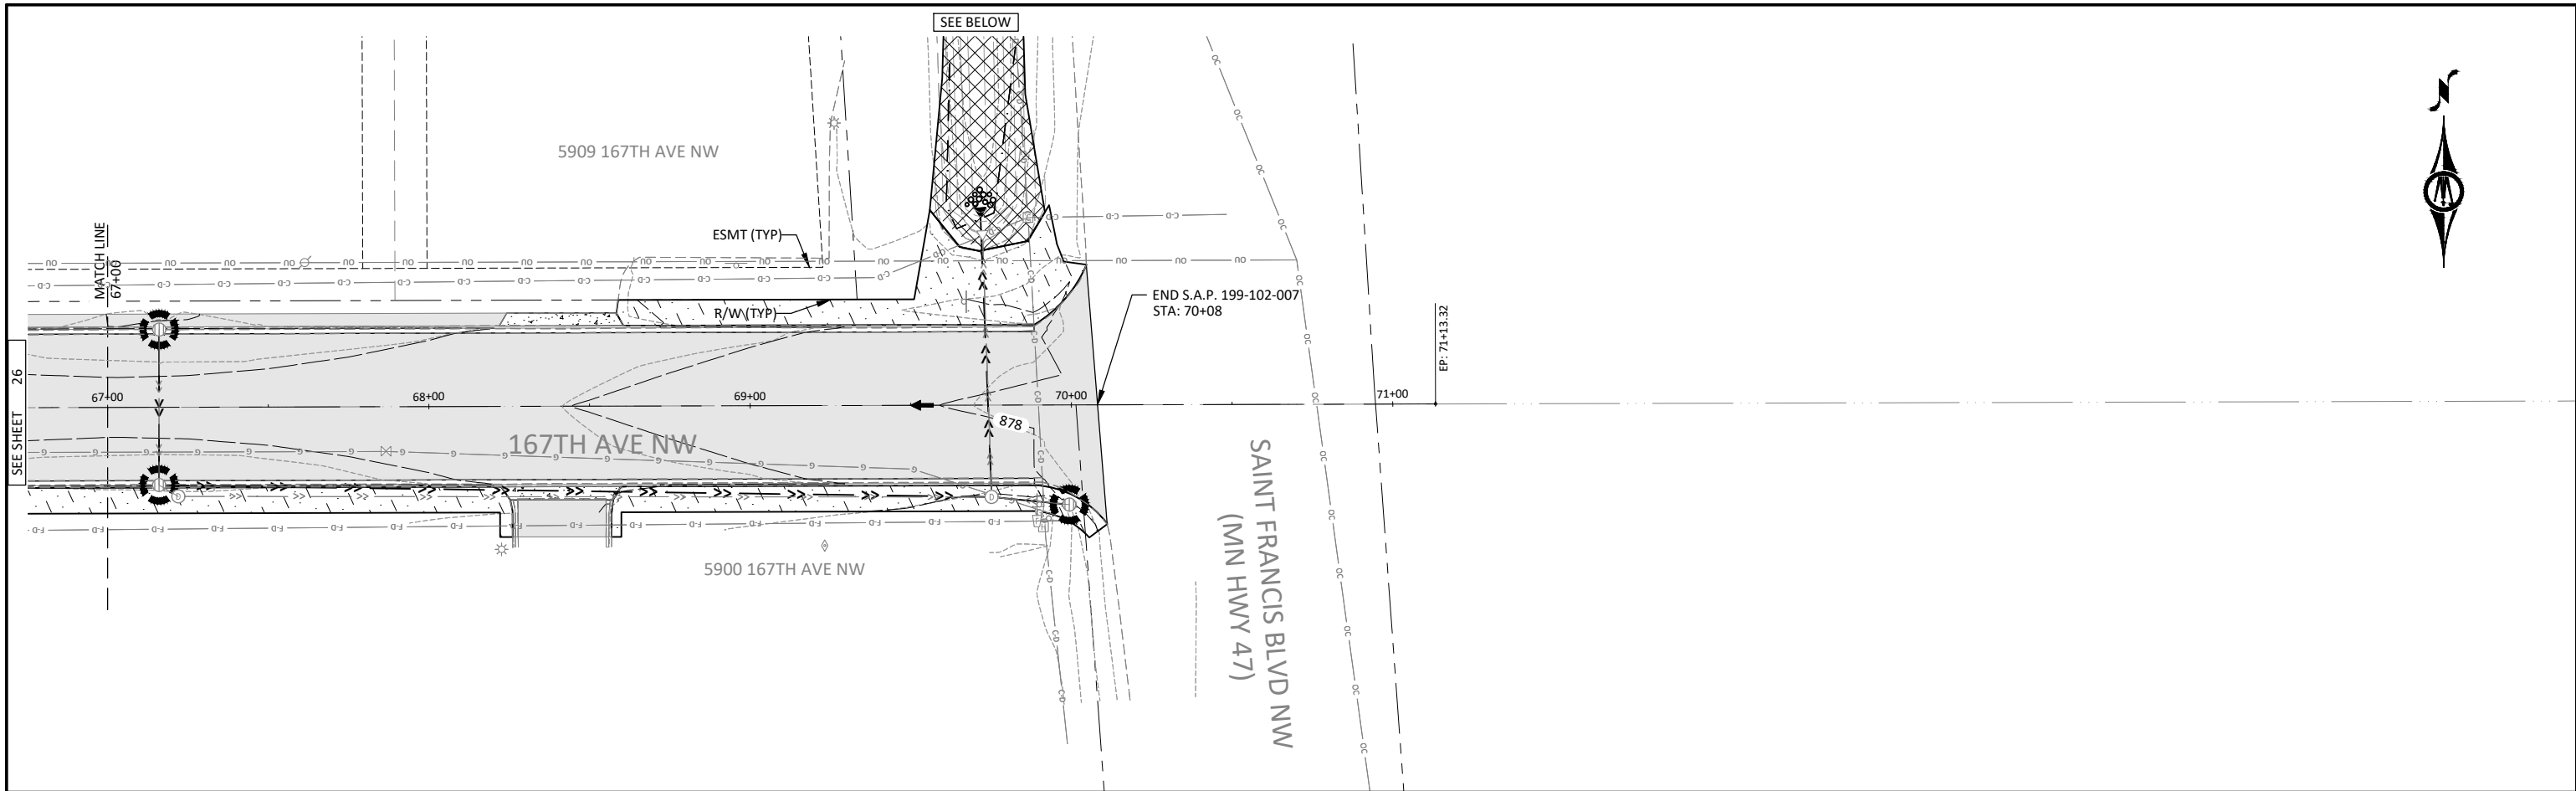 SEE BELOW
N
5909 167TH AVE NW
ESMT (TYP)
MATCH LINE
67+00
R/W (TYP)
END S.A.P. 199-102-007
STA: 70+08
EP: 71+13.32
SEE SHEET 26
67+00
68+00
69+00
70+00
71+00
878
167TH AVE NW
5900 167TH AVE NW
SAINT FRANCIS BLVD NW
(MN HWY 47)